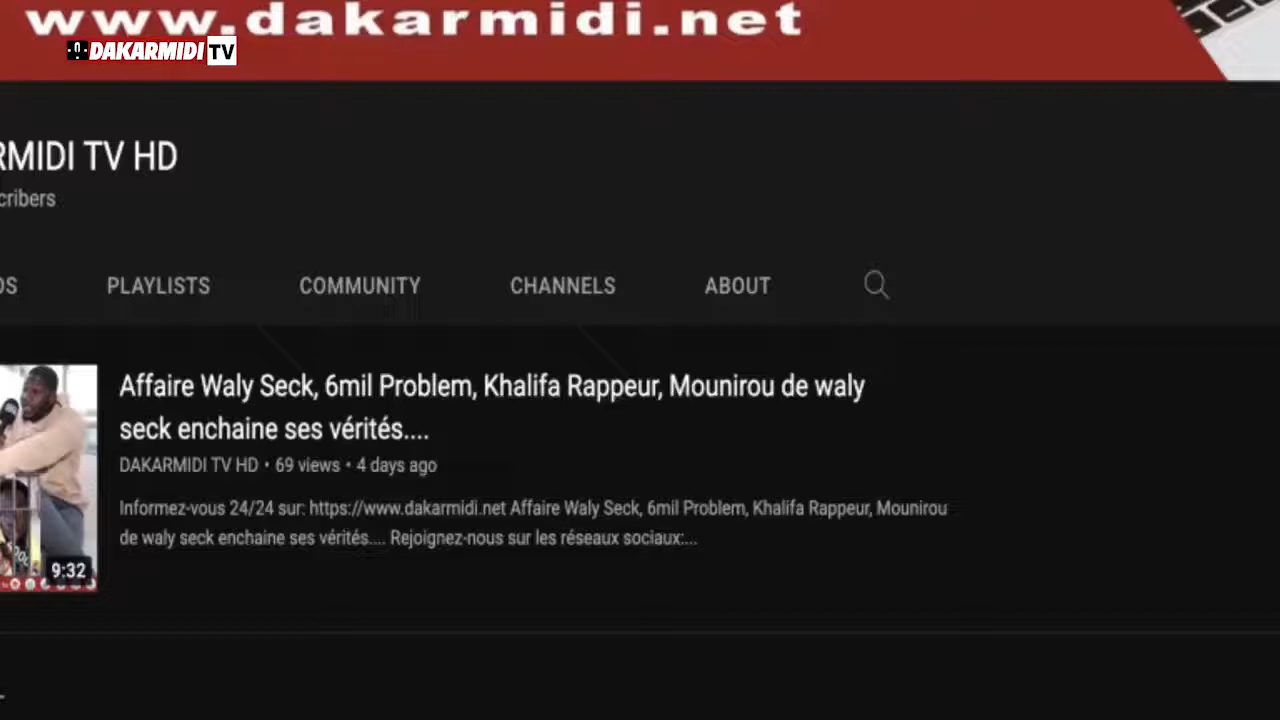 www.dakarmidi.net
DAKARMIDI TV
RMIDI TV HD
cribers
OS PLAYLISTS COMMUNITY CHANNELS ABOUT
Affaire Waly Seck, 6mil Problem, Khalifa Rappeur, Mounirou de waly
seck enchaine ses vérités....
DAKARMIDI TV HD • 69 views • 4 days ago
Informez-vous 24/24 sur: https://www.dakarmidi.net Affaire Waly Seck, 6mil Problem, Khalifa Rappeur, Mounirou
de waly seck enchaine ses vérités.... Rejoignez-nous sur les réseaux sociaux:...
9:32